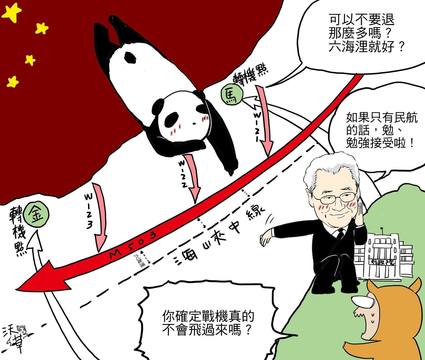 可以不要退
那麼多嗎？
六海浬就好？
轉機點
馬
W121
如果只有民航
的話，勉、
勉強接受啦！
W122
W123
金
轉機點
M503
海峽中線
你確定戰機真的
不會飛過來嗎？